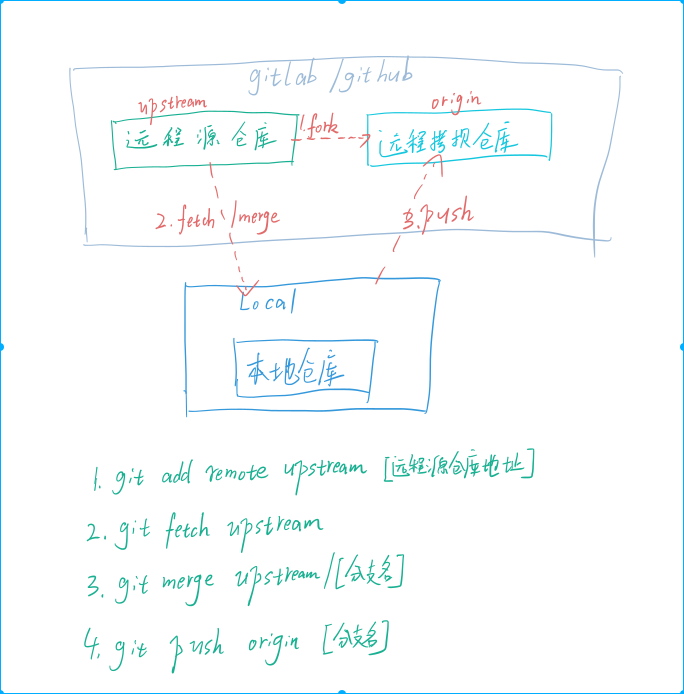 gitlab /github
upstream
origin
远程源仓库
1.fork
远程拷贝仓库
2.fetch /merge
3.push
Local
本地仓库
1. git add remote upstream [远程源仓库地址]
2. git fetch upstream
3. git merge upstream/[分支名]
4. git push origin [分支名]